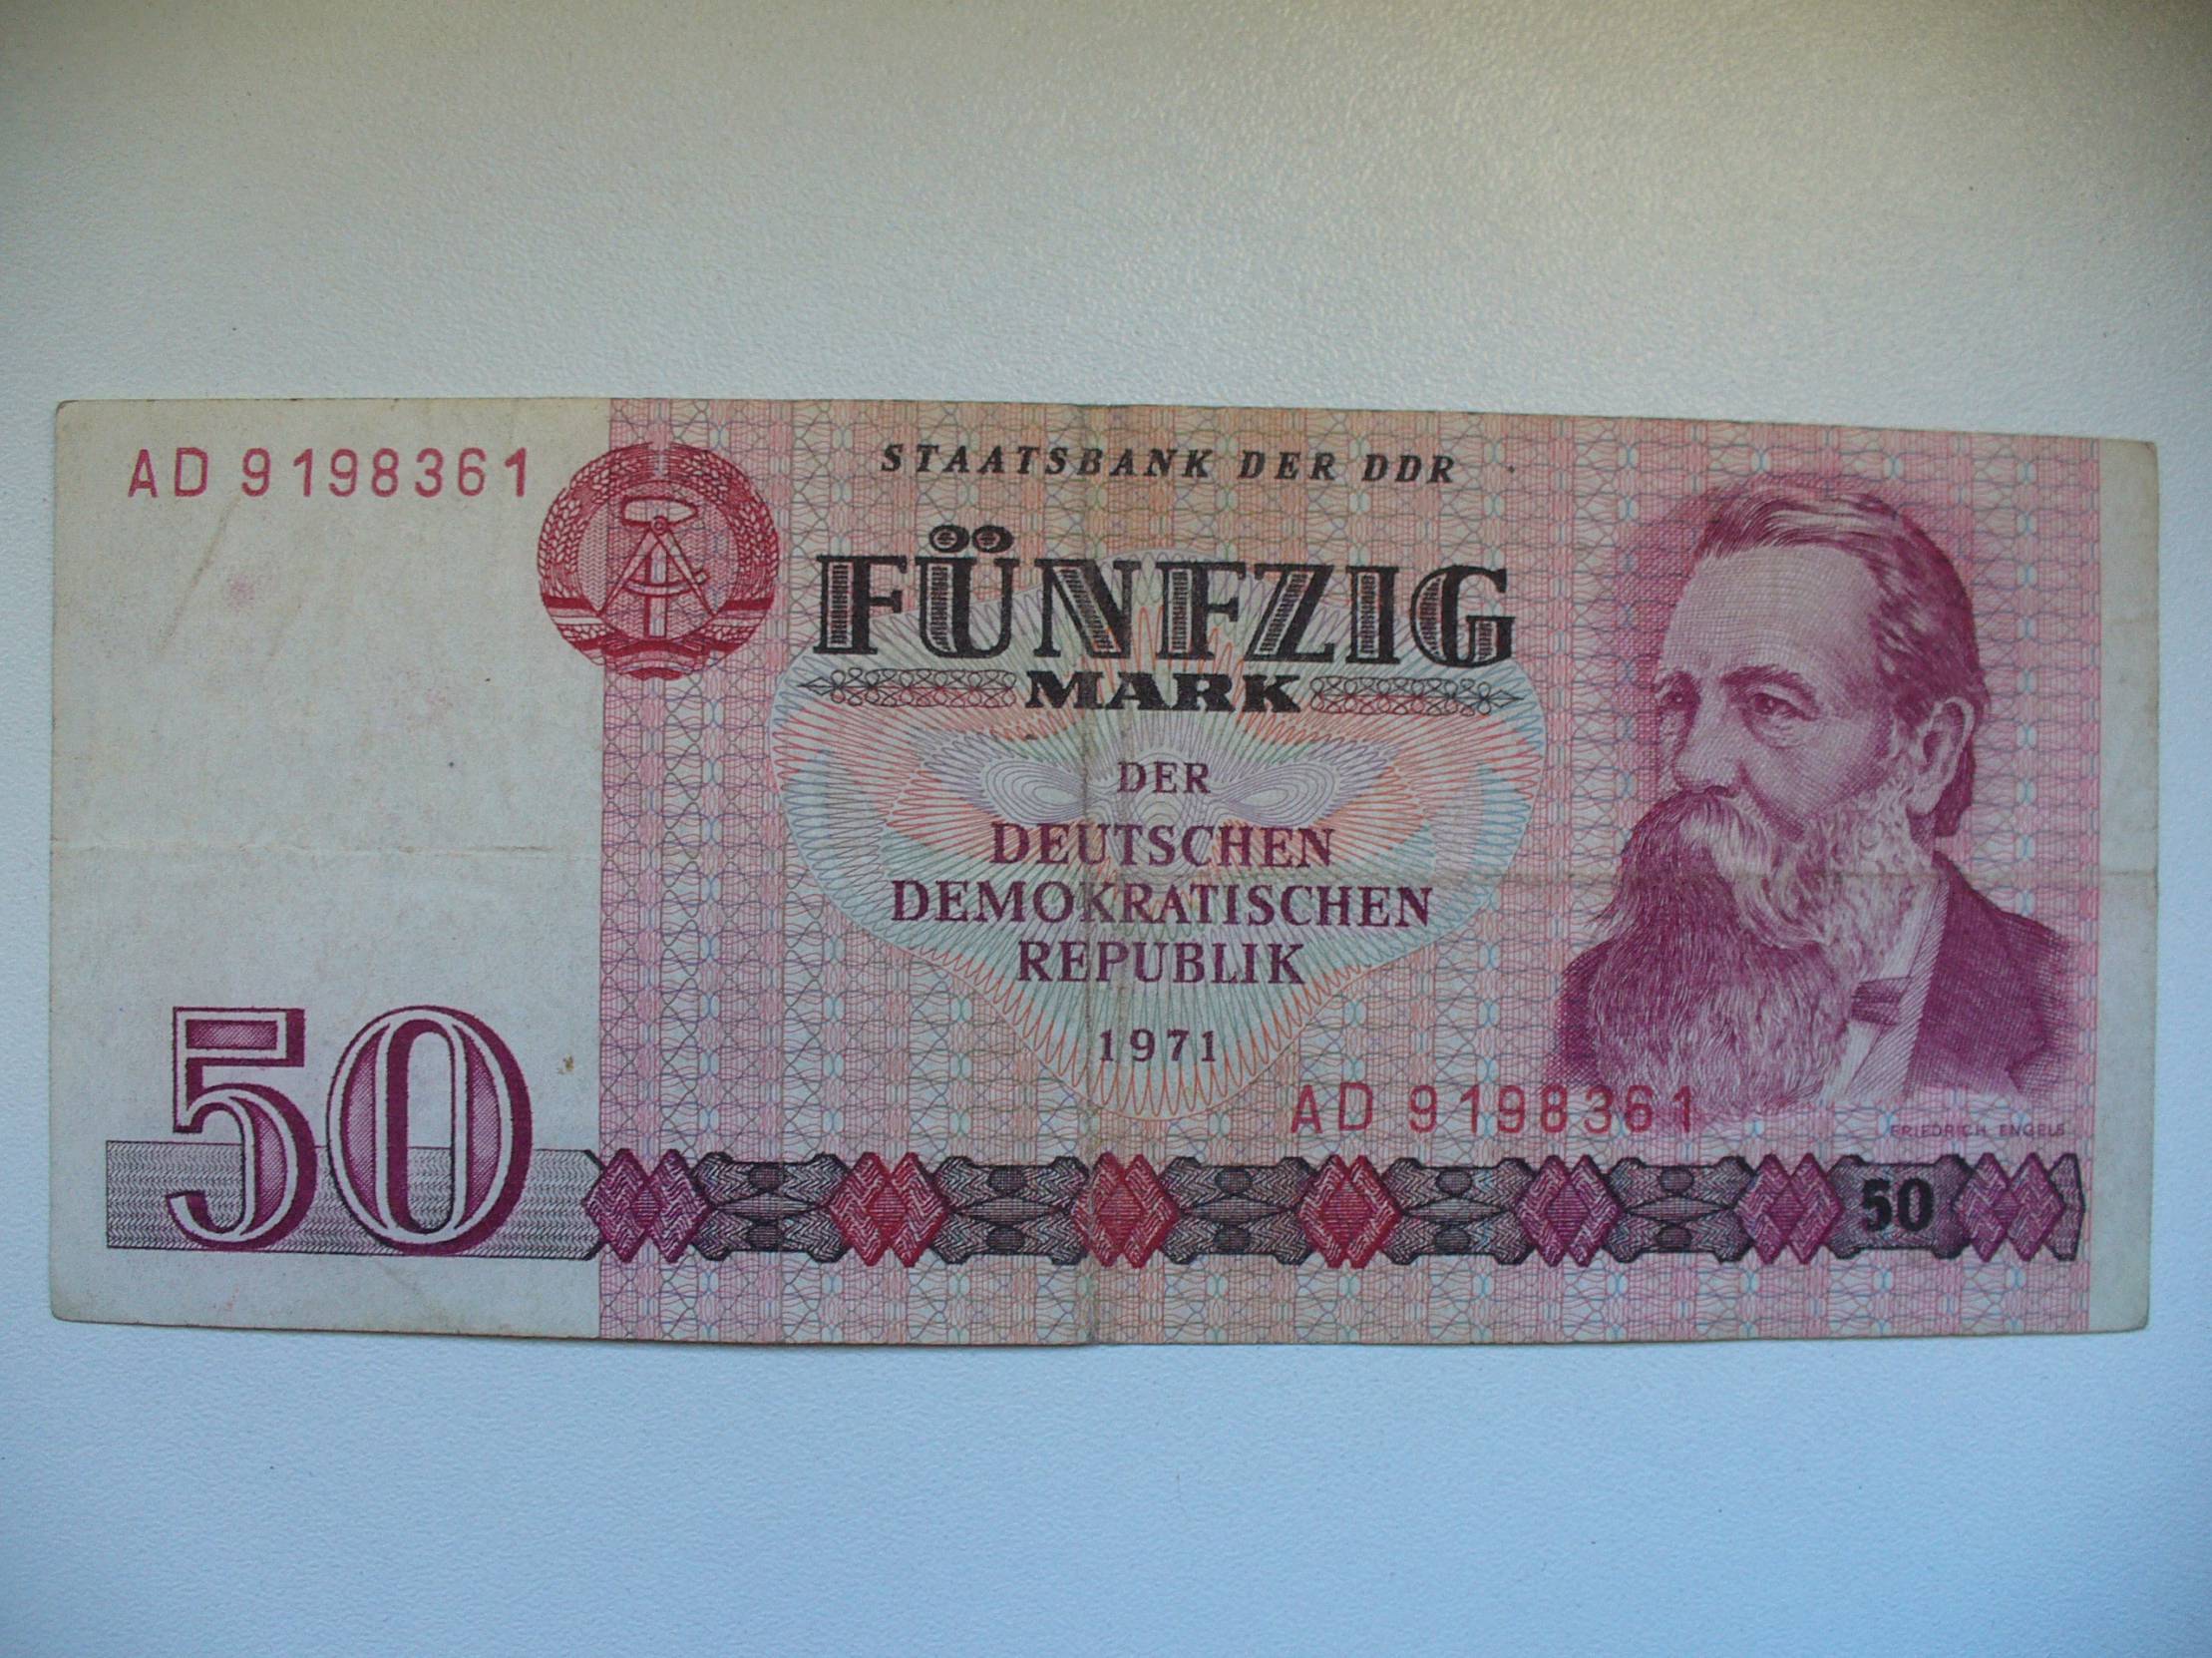 AD 9198361
STAATSBANK DER DDR
FÜNFZIG
MARK
DER
DEUTSCHEN
DEMOKRATISCHEN
REPUBLIK
1971
AD 9198361
FRIEDRICH ENGELS
50
50